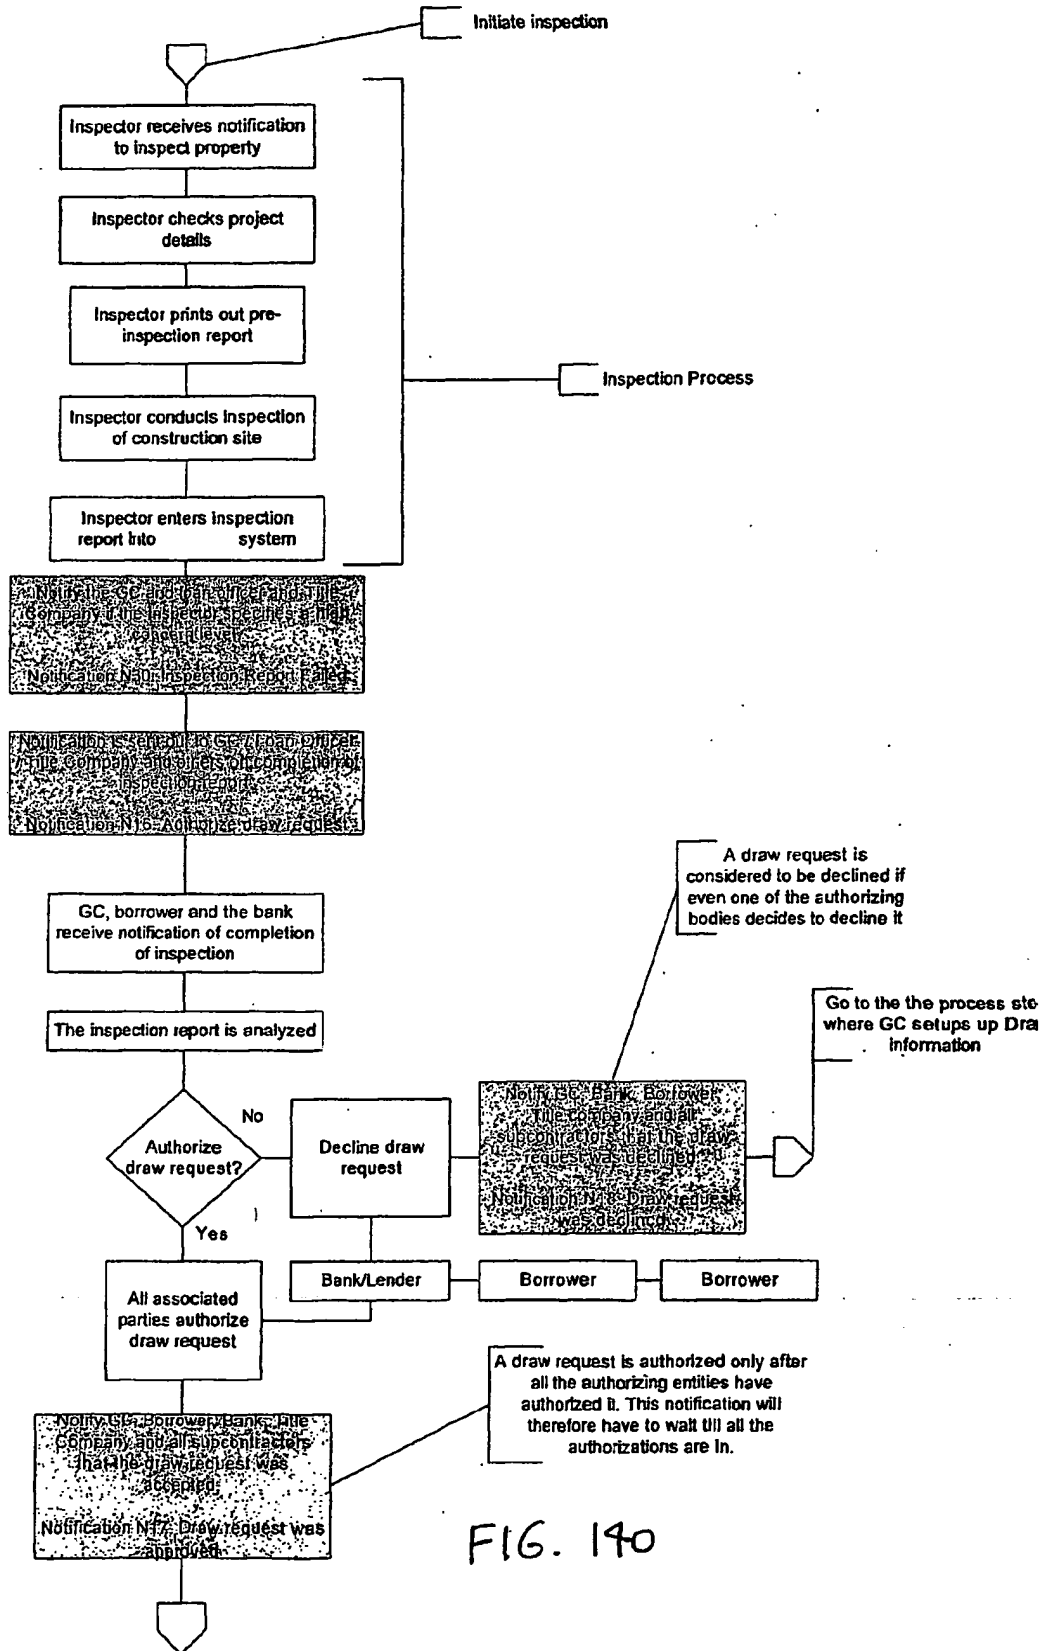 Initiate inspection
Inspector receives notification
to inspect property
Inspector checks project
details
Inspector prints out pre-
inspection report
Inspection Process
Inspector conducts inspection
of construction site
Inspector enters inspection
report into system
Notify the GC and loan officer and Title
Company if the inspector specifies a high
concern level
Notification N30: Inspection Report Failed
Notification is sent out to GC / Loan Officer
/ Title Company and others on completion of
inspection report
Notification N16: Authorize draw request
A draw request is
considered to be declined if
even one of the authorizing
bodies decides to decline it
GC, borrower and the bank
receive notification of completion
of inspection
Go to the the process ste
where GC setups up Dra
information
The inspection report is analyzed
No
Authorize
draw request?
Decline draw
request
Notify GC, Bank, Borrower,
Title company and all
subcontractors that the draw
request was declined
Notification N18: Draw request
was declined
Yes
Bank/Lender
Borrower
Borrower
All associated
parties authorize
draw request
A draw request is authorized only after
all the authorizing entities have
authorized it. This notification will
therefore have to wait till all the
authorizations are in.
Notify GC, Borrower, Bank, Title
Company and all subcontractors
that the draw request was
accepted
Notification N17: Draw request was
approved
FIG. 140